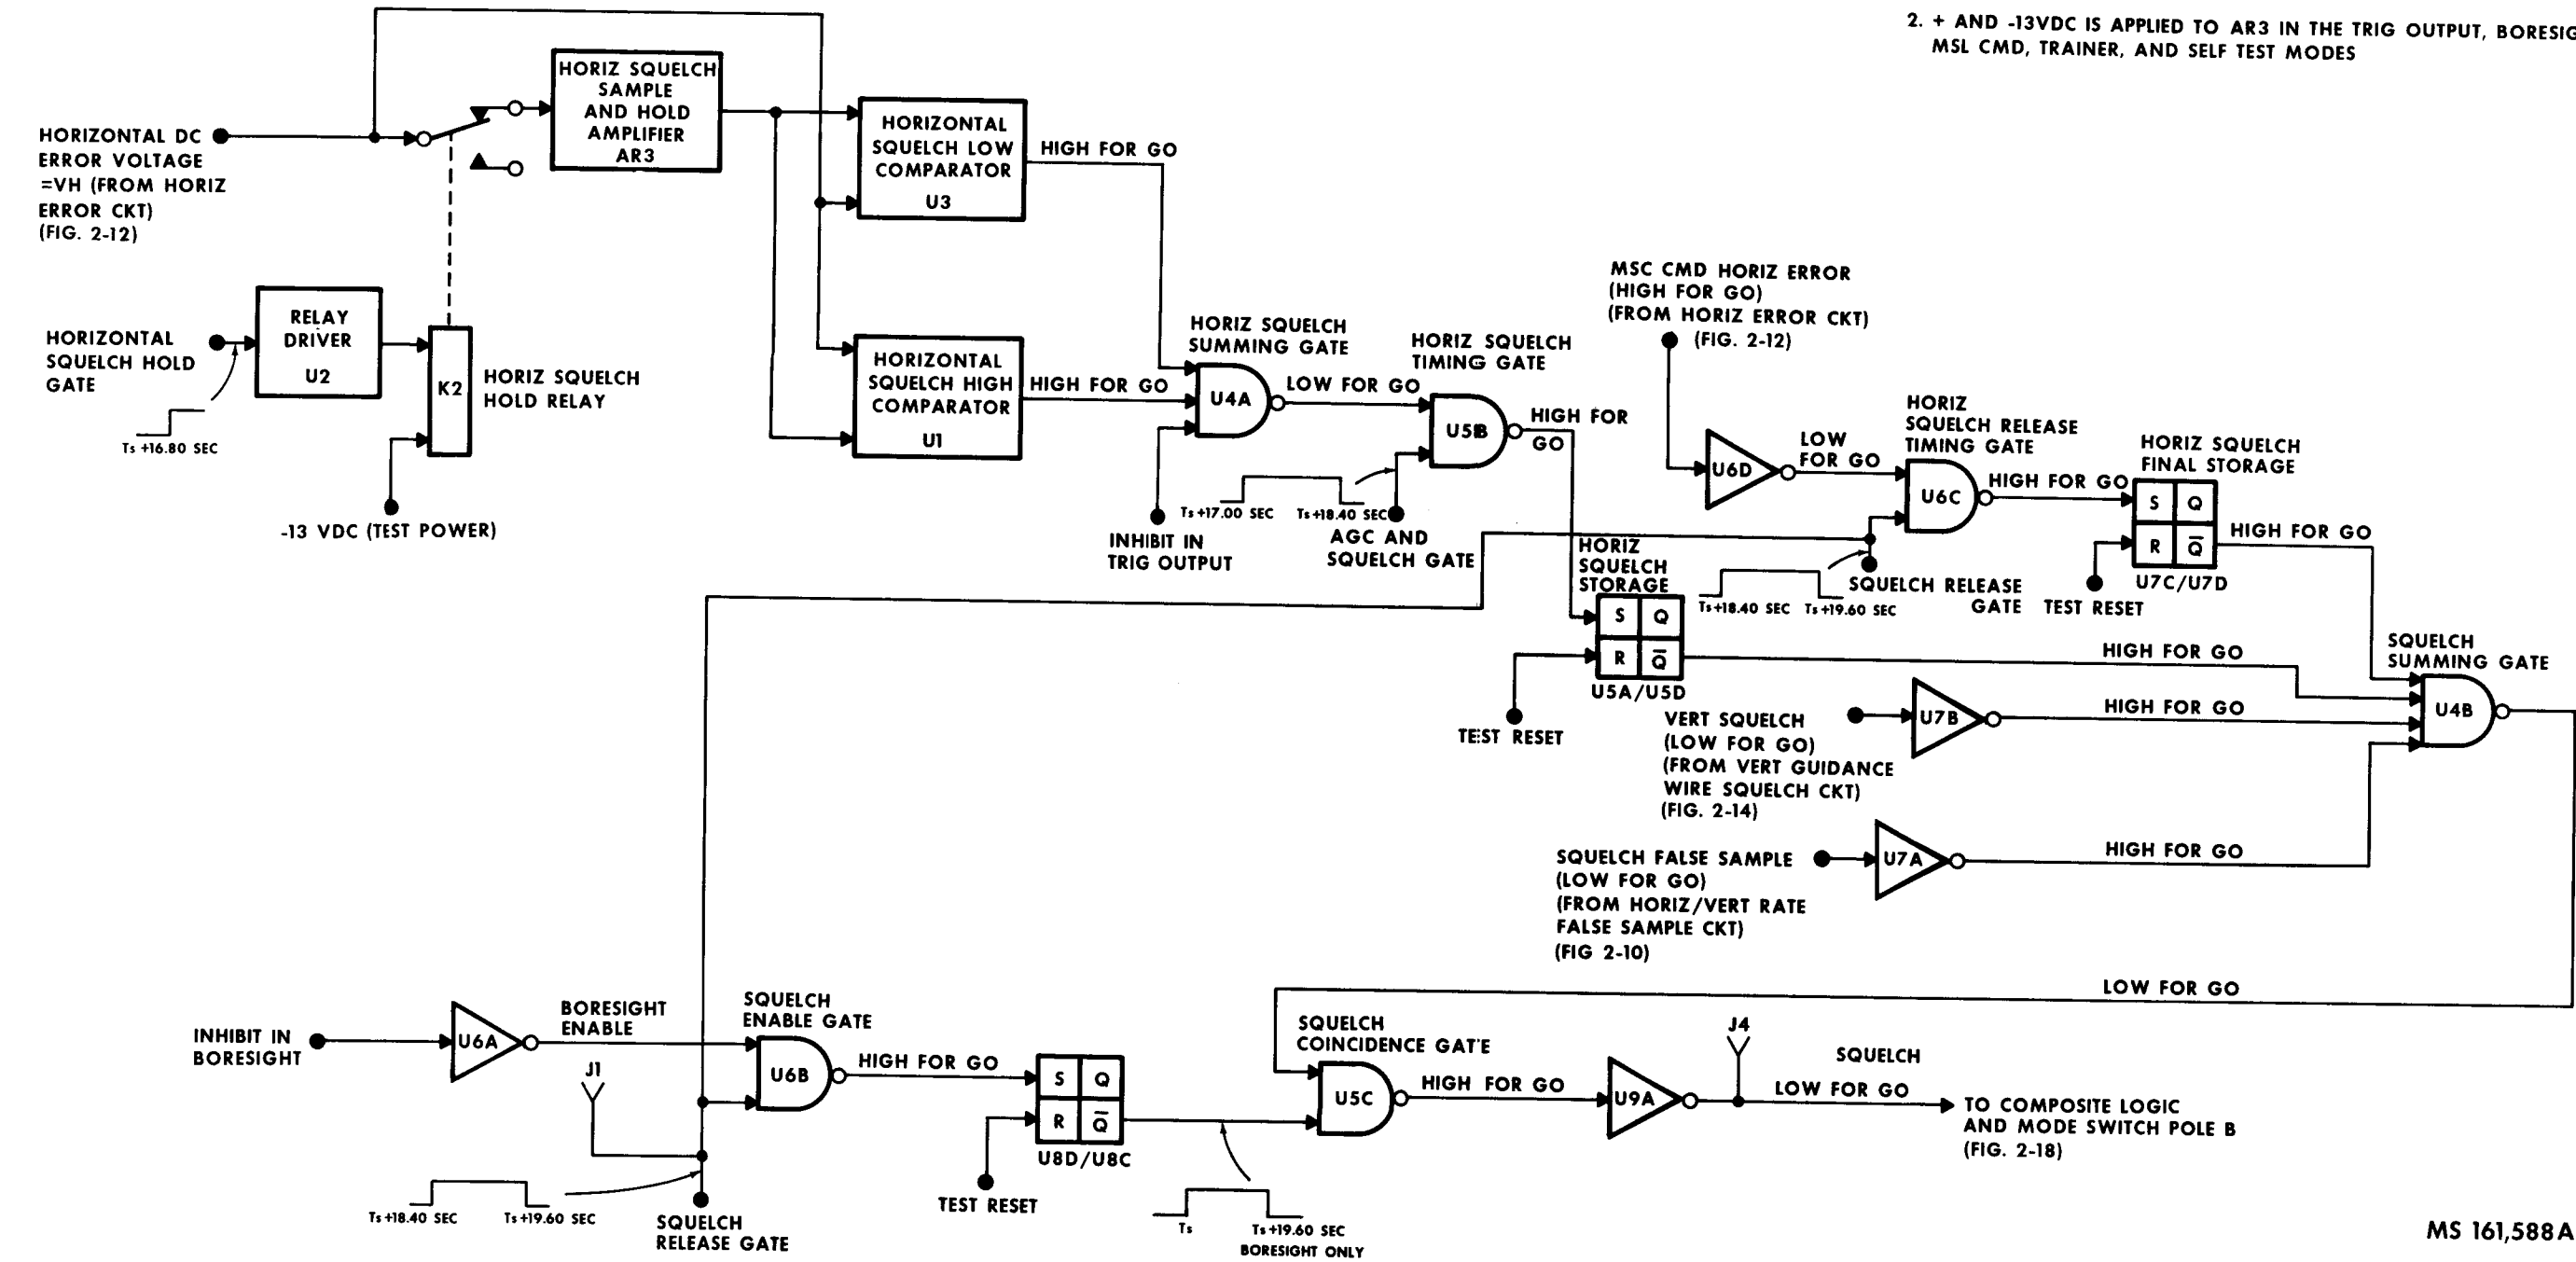 2. + AND -13VDC IS APPLIED TO AR3 IN THE TRIG OUTPUT, BORESIG
MSL CMD, TRAINER, AND SELF TEST MODES
HORIZONTAL DC
ERROR VOLTAGE
=VH (FROM HORIZ
ERROR CKT)
(FIG. 2-12)
HORIZ SQUELCH
SAMPLE
AND HOLD
AMPLIFIER
AR3
HORIZONTAL
SQUELCH LOW
COMPARATOR
U3
HIGH FOR GO
HORIZONTAL
SQUELCH HOLD
GATE
Ts +16.80 SEC
RELAY
DRIVER
U2
K2
HORIZ SQUELCH
HOLD RELAY
-13 VDC (TEST POWER)
HORIZONTAL
SQUELCH HIGH
COMPARATOR
U1
HIGH FOR GO
HORIZ SQUELCH
SUMMING GATE
U4A
LOW FOR GO
INHIBIT IN
TRIG OUTPUT
HORIZ SQUELCH
TIMING GATE
U5B
HIGH FOR
GO
Ts +17.00 SEC
Ts +18.40 SEC
AGC AND
SQUELCH GATE
MSC CMD HORIZ ERROR
(HIGH FOR GO)
(FROM HORIZ ERROR CKT)
(FIG. 2-12)
U6D
LOW
FOR GO
HORIZ
SQUELCH RELEASE
TIMING GATE
U6C
HIGH FOR GO
HORIZ SQUELCH
FINAL STORAGE
S Q
R Q̅
U7C/U7D
HIGH FOR GO
TEST RESET
SQUELCH RELEASE
GATE
Ts +18.40 SEC
Ts +19.60 SEC
HORIZ
SQUELCH
STORAGE
S Q
R Q̅
U5A/U5D
TEST RESET
HIGH FOR GO
SQUELCH
SUMMING GATE
U4B
VERT SQUELCH
(LOW FOR GO)
(FROM VERT GUIDANCE
WIRE SQUELCH CKT)
(FIG. 2-14)
U7B
HIGH FOR GO
SQUELCH FALSE SAMPLE
(LOW FOR GO)
(FROM HORIZ/VERT RATE
FALSE SAMPLE CKT)
(FIG 2-10)
U7A
HIGH FOR GO
LOW FOR GO
INHIBIT IN
BORESIGHT
U6A
BORESIGHT
ENABLE
J1
SQUELCH
ENABLE GATE
U6B
HIGH FOR GO
S Q
R Q̅
U8D/U8C
TEST RESET
Ts +18.40 SEC
Ts +19.60 SEC
SQUELCH
RELEASE GATE
Ts
Ts +19.60 SEC
BORESIGHT ONLY
SQUELCH
COINCIDENCE GATE
U5C
HIGH FOR GO
U9A
J4
SQUELCH
LOW FOR GO
TO COMPOSITE LOGIC
AND MODE SWITCH POLE B
(FIG. 2-18)
MS 161,588A